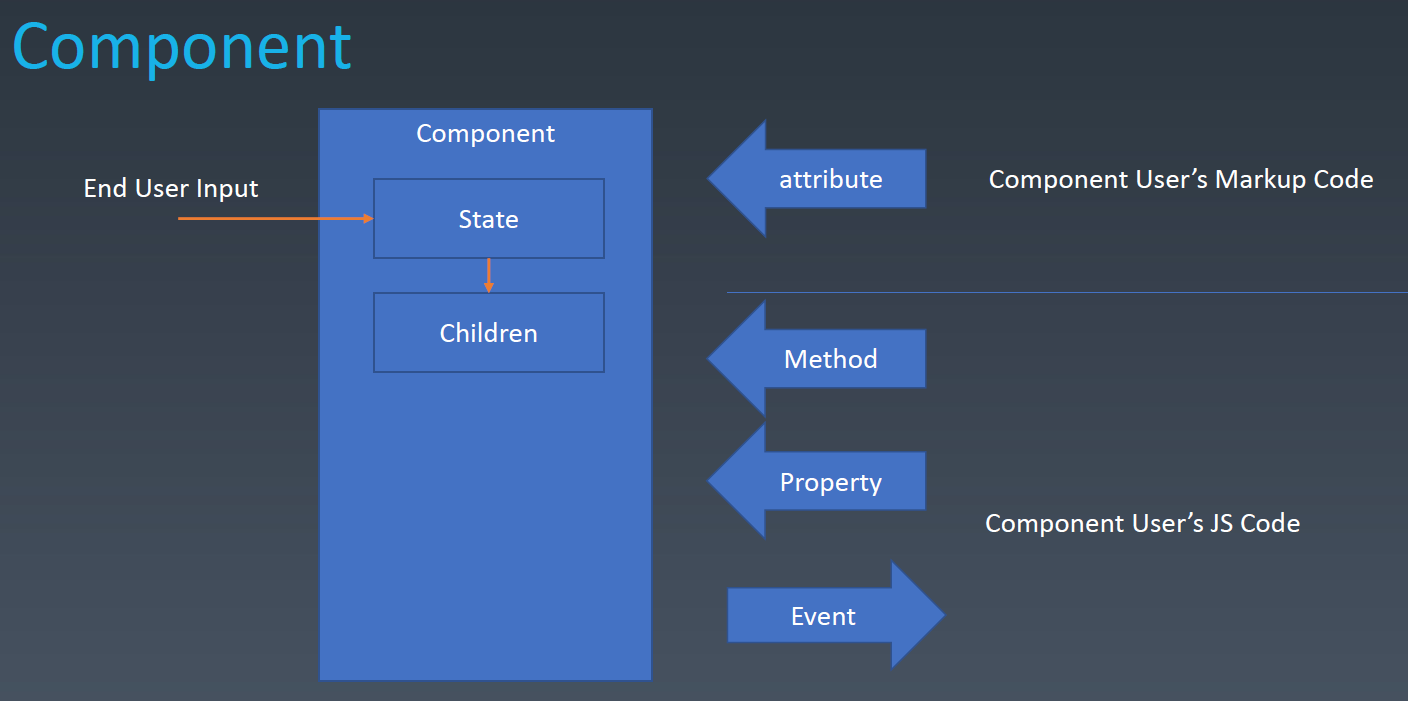 Component
Component
End User Input
State
Children
attribute
Component User’s Markup Code
Method
Property
Component User’s JS Code
Event